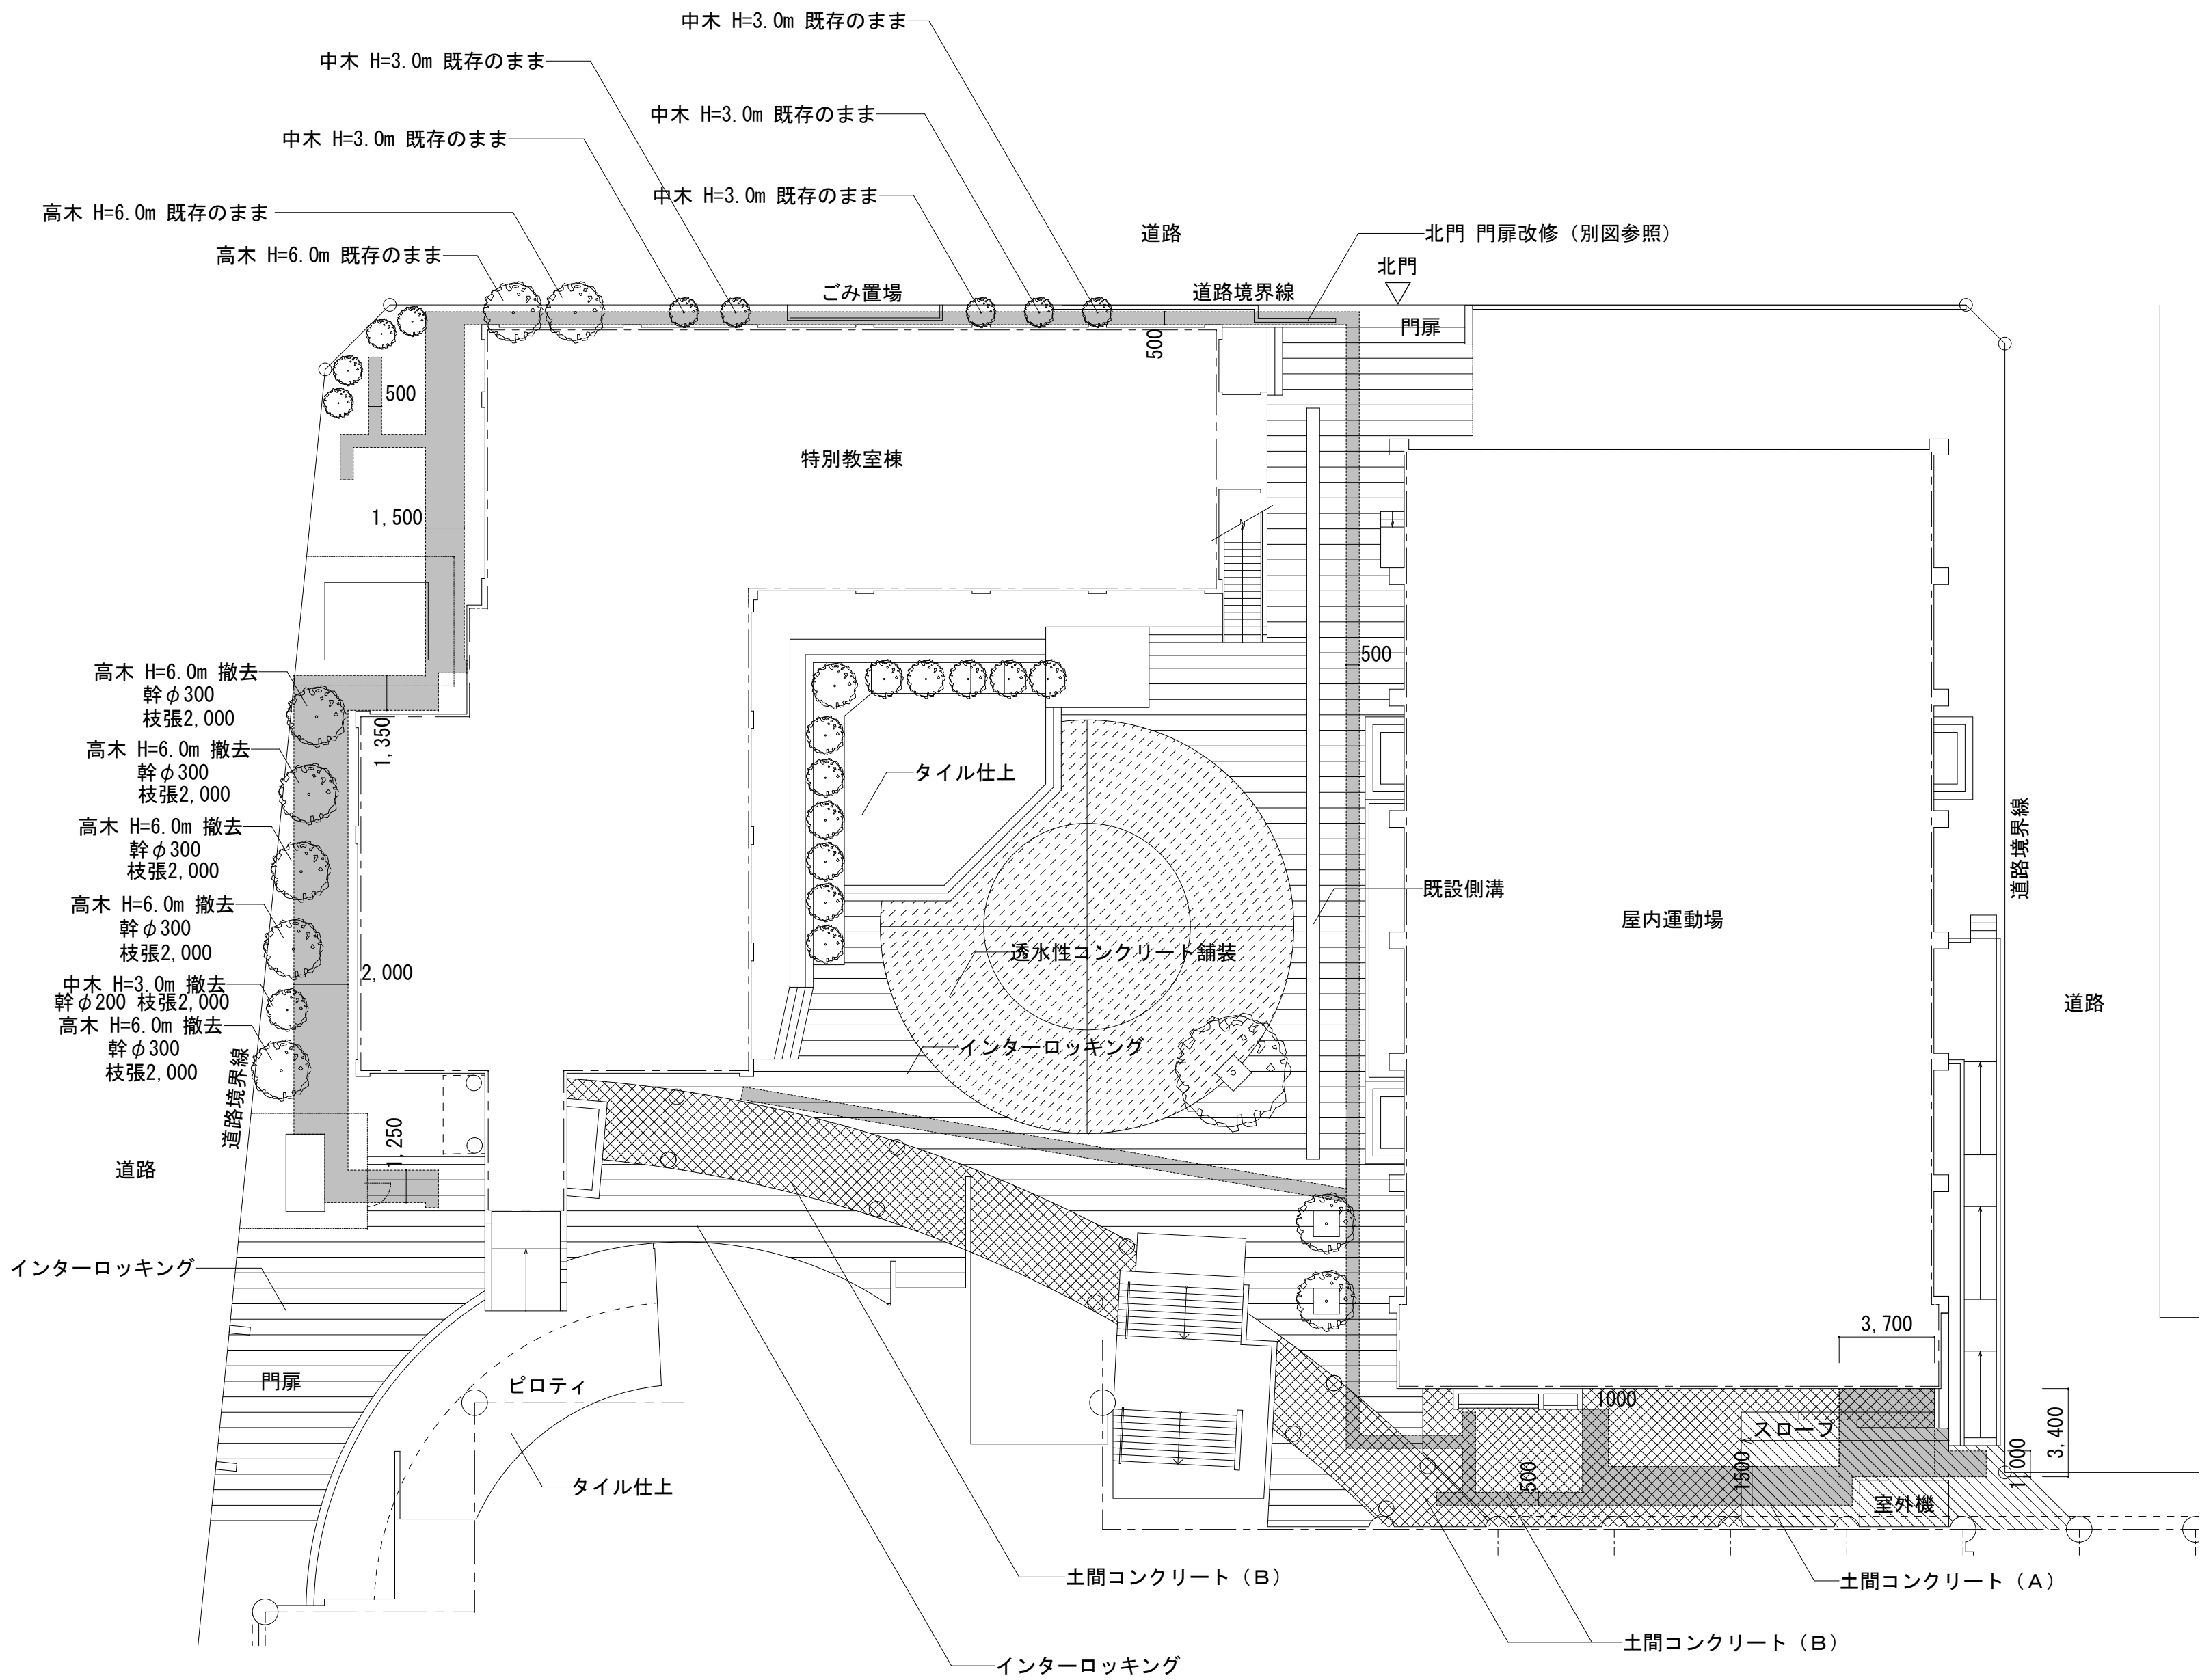 中木 H=3.0m 既存のまま
中木 H=3.0m 既存のまま
中木 H=3.0m 既存のまま
中木 H=3.0m 既存のまま
中木 H=3.0m 既存のまま
高木 H=6.0m 既存のまま
高木 H=6.0m 既存のまま
道路
北門 門扉改修（別図参照）
北門
ごみ置場
道路境界線
門扉
500
500
特別教室棟
1,500
500
高木 H=6.0m 撤去
幹φ300
枝張2,000
1,350
高木 H=6.0m 撤去
幹φ300
枝張2,000
タイル仕上
高木 H=6.0m 撤去
幹φ300
枝張2,000
道路境界線
既設側溝
屋内運動場
高木 H=6.0m 撤去
幹φ300
枝張2,000
透水性コンクリート舗装
2,000
中木 H=3.0m 撤去
幹φ200 枝張2,000
道路
高木 H=6.0m 撤去
幹φ300
枝張2,000
インターロッキング
道路境界線
1,250
道路
インターロッキング
3,700
門扉
ピロティ
1000
スロープ
3,400
1000
1500
500
タイル仕上
室外機
土間コンクリート（B）
土間コンクリート（A）
土間コンクリート（B）
インターロッキング